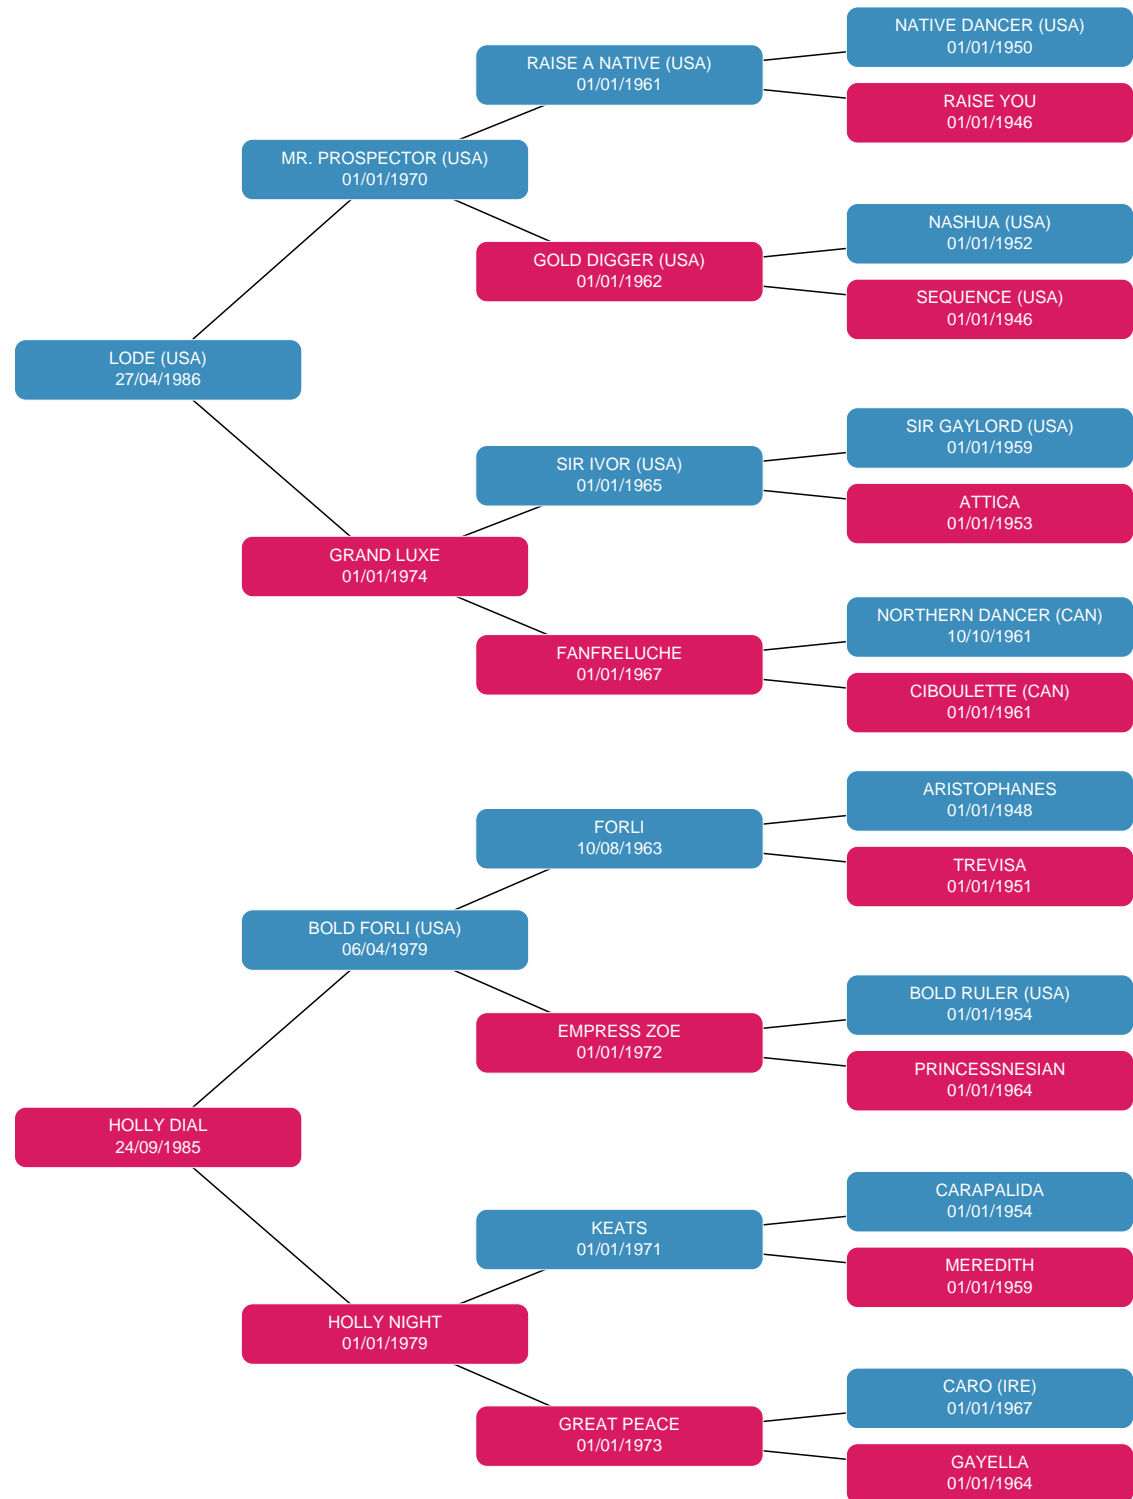 NATIVE DANCER (USA)
01/01/1950
RAISE A NATIVE (USA)
01/01/1961
RAISE YOU
01/01/1946
MR. PROSPECTOR (USA)
01/01/1970
NASHUA (USA)
01/01/1952
GOLD DIGGER (USA)
01/01/1962
SEQUENCE (USA)
01/01/1946
LODE (USA)
27/04/1986
SIR GAYLORD (USA)
01/01/1959
SIR IVOR (USA)
01/01/1965
ATTICA
01/01/1953
GRAND LUXE
01/01/1974
NORTHERN DANCER (CAN)
10/10/1961
FANFRELUCHE
01/01/1967
CIBOULETTE (CAN)
01/01/1961
ARISTOPHANES
01/01/1948
FORLI
10/08/1963
TREVISA
01/01/1951
BOLD FORLI (USA)
06/04/1979
BOLD RULER (USA)
01/01/1954
EMPRESS ZOE
01/01/1972
PRINCESSNESIAN
01/01/1964
HOLLY DIAL
24/09/1985
CARAPALIDA
01/01/1954
KEATS
01/01/1971
MEREDITH
01/01/1959
HOLLY NIGHT
01/01/1979
CARO (IRE)
01/01/1967
GREAT PEACE
01/01/1973
GAYELLA
01/01/1964